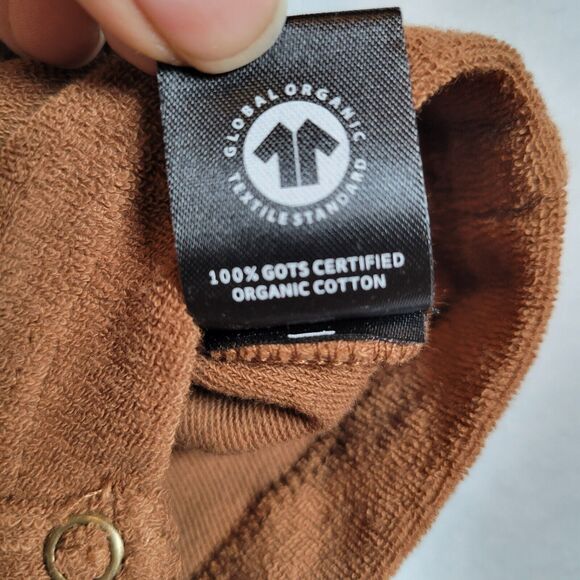 GLOBAL ORGANIC
TEXTILE STANDARD
100% GOTS CERTIFIED
ORGANIC COTTON